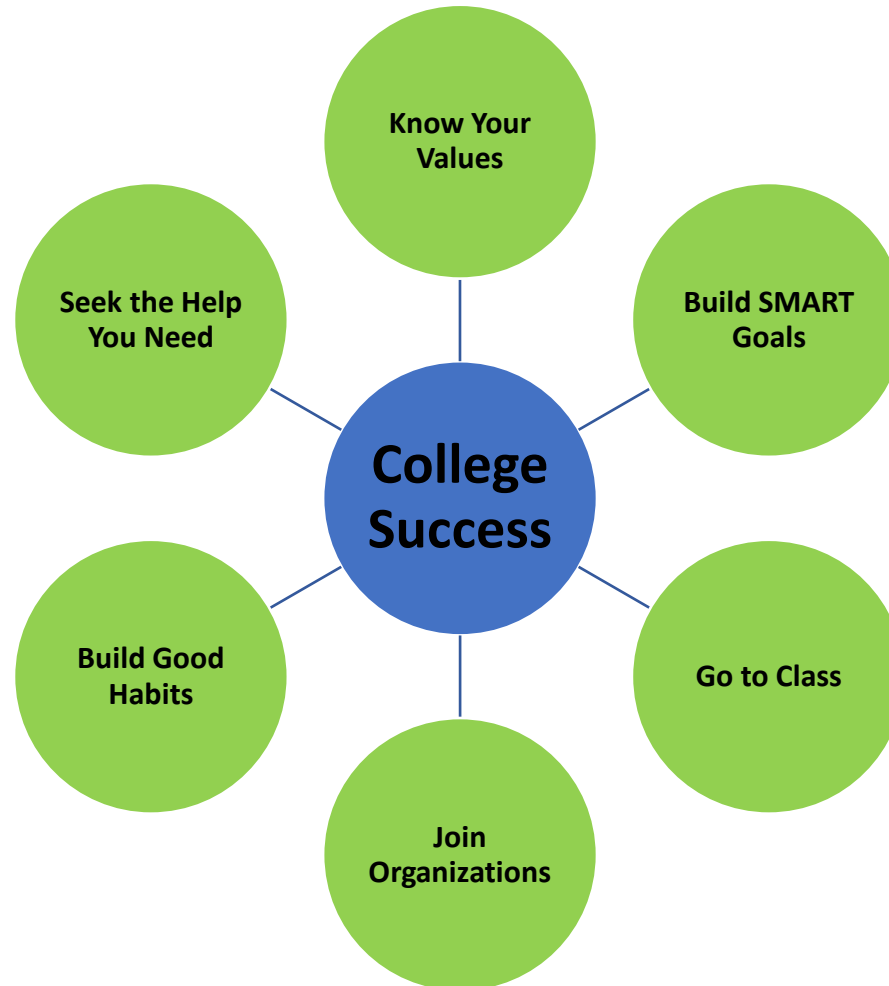 Know Your
Values
Seek the Help
You Need
Build SMART
Goals
College
Success
Build Good
Habits
Go to Class
Join
Organizations